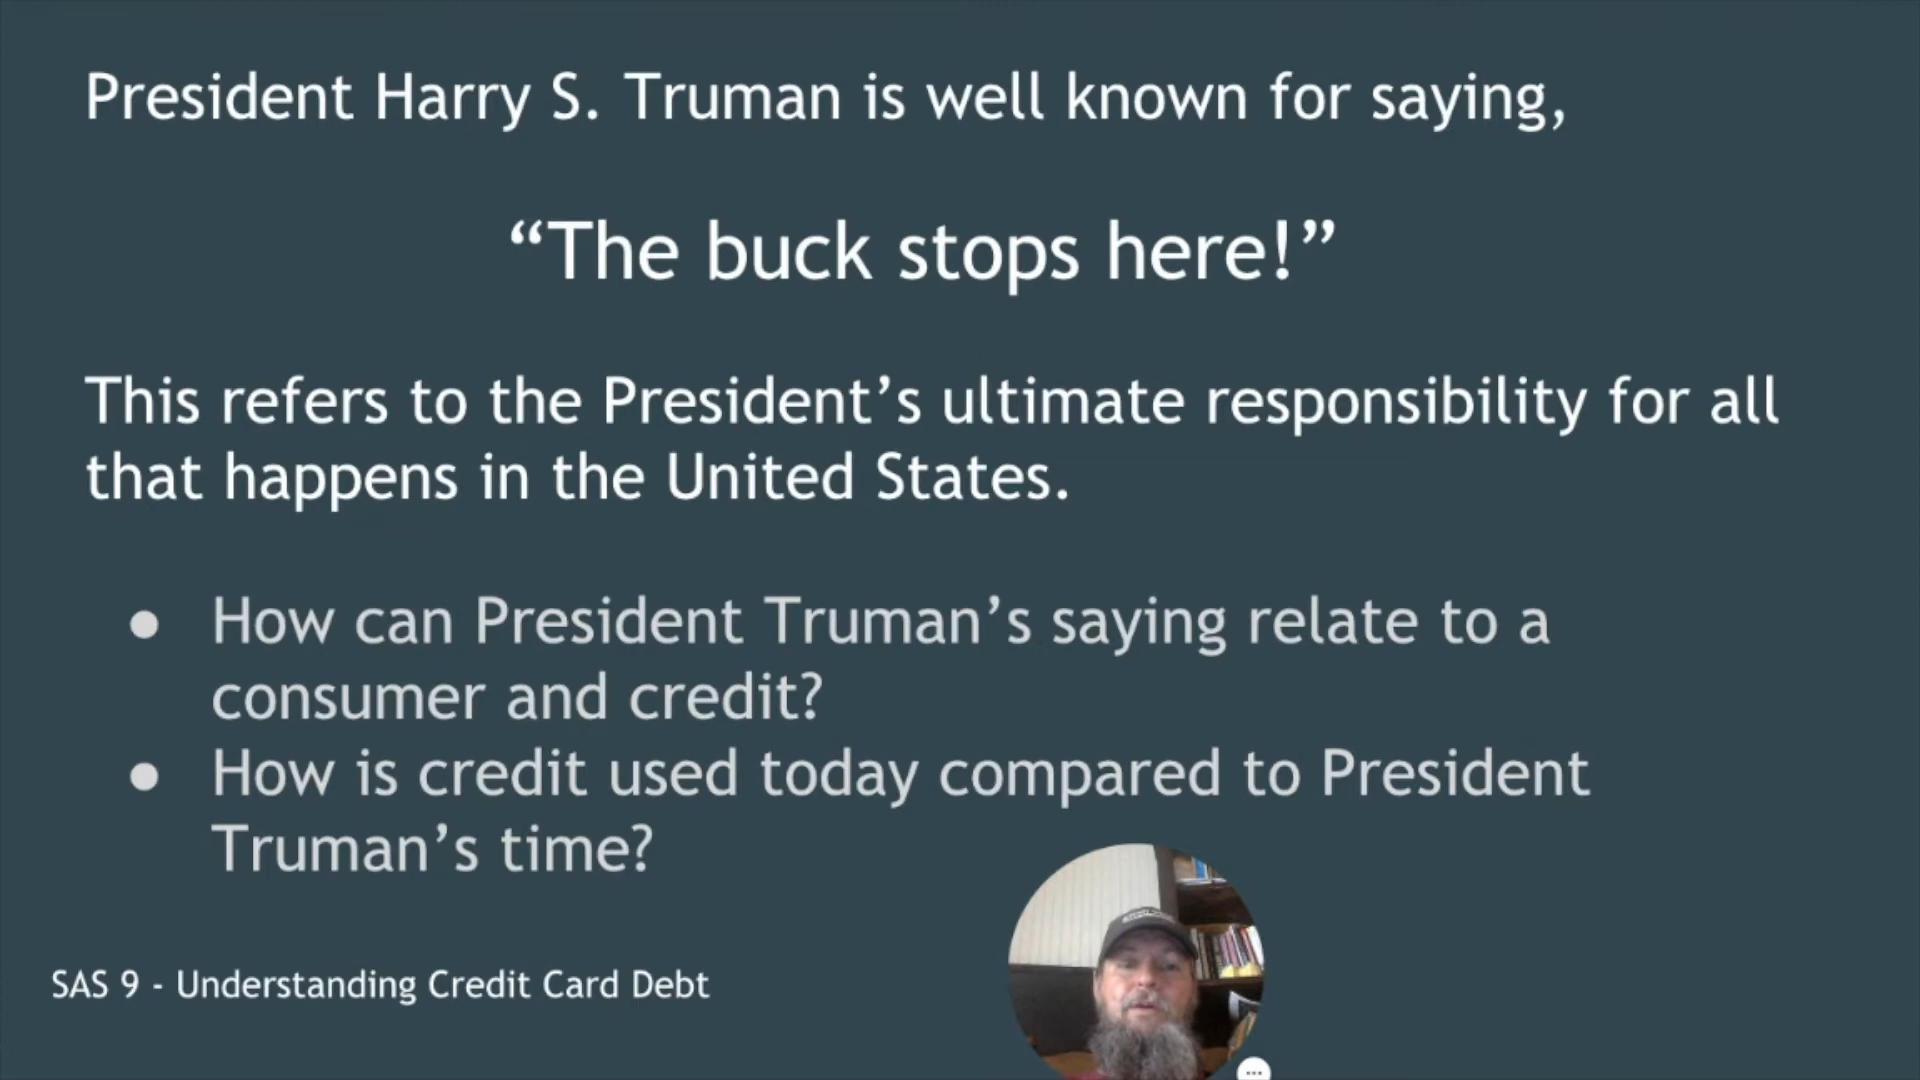 President Harry S. Truman is well known for saying,
“The buck stops here!”
This refers to the President’s ultimate responsibility for all
that happens in the United States.
● How can President Truman’s saying relate to a
consumer and credit?
● How is credit used today compared to President
Truman’s time?
SAS 9 - Understanding Credit Card Debt